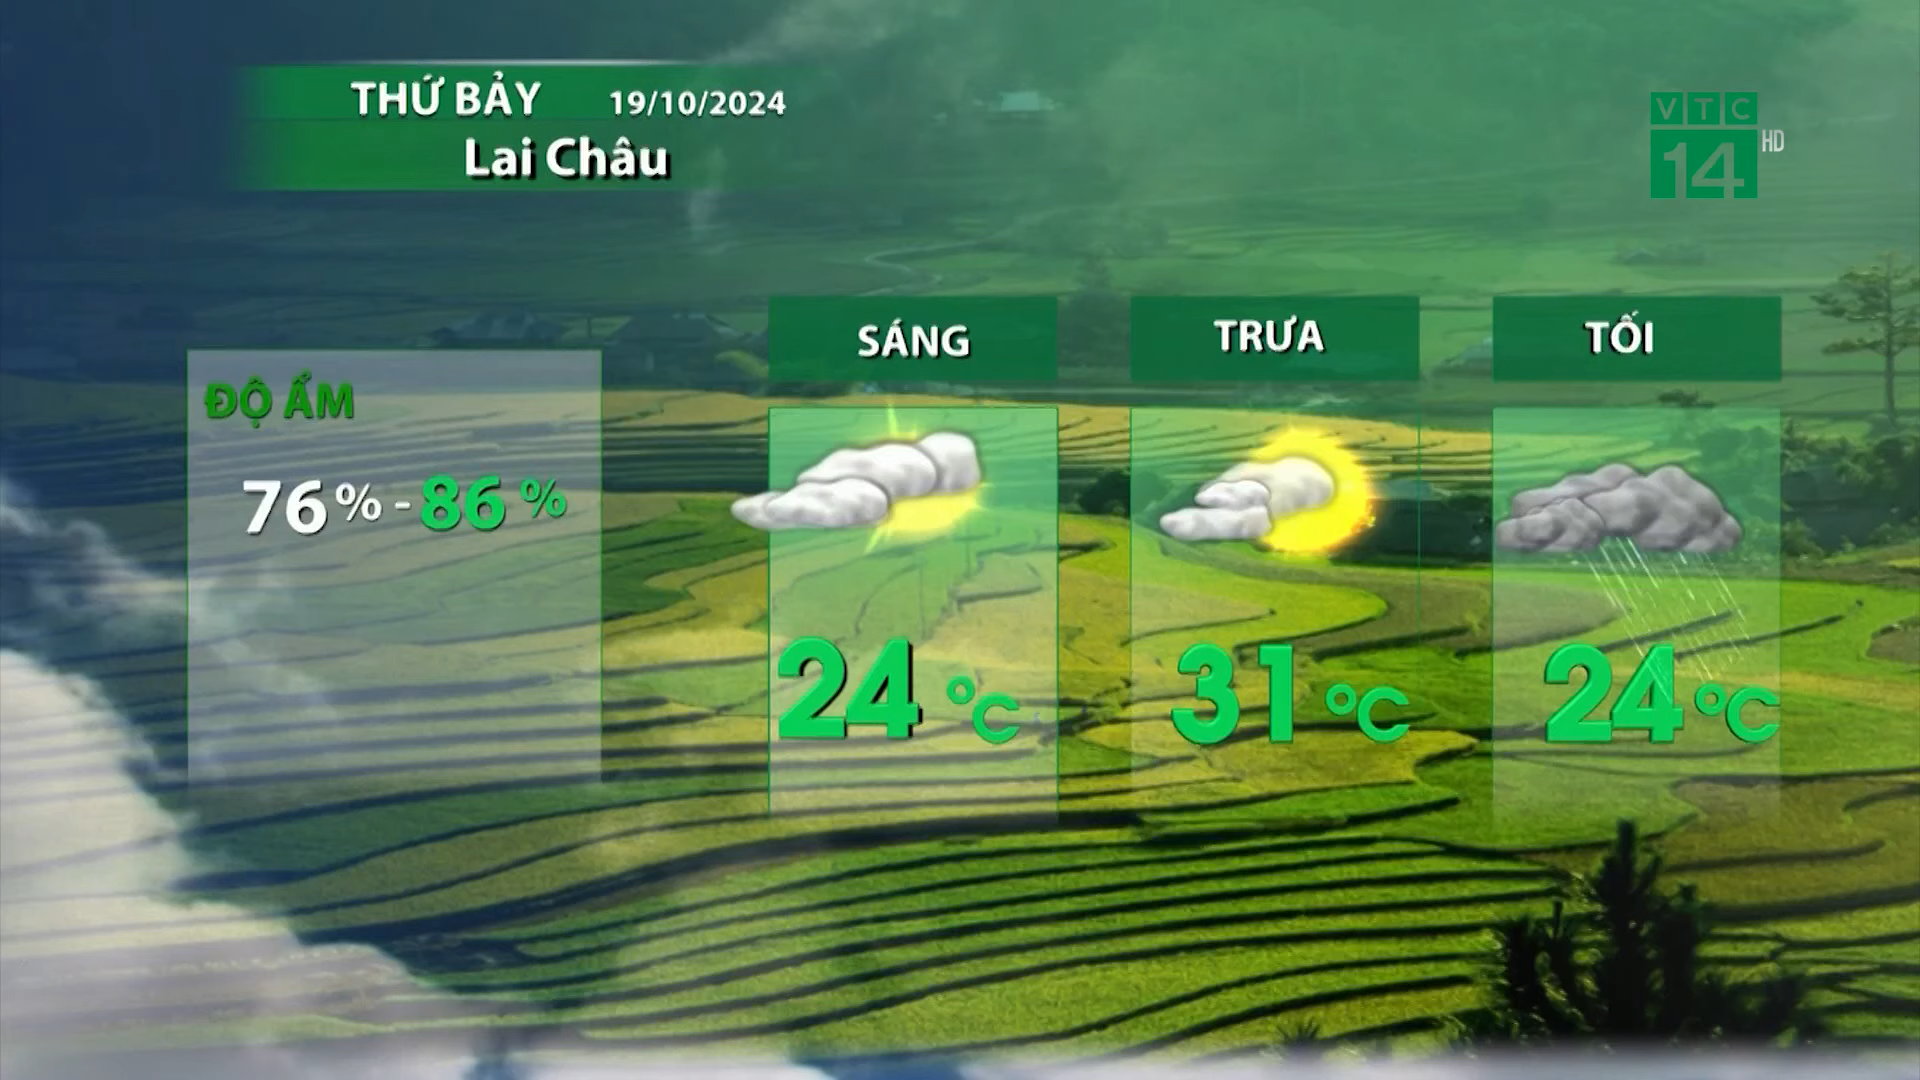 THỨ BẢY 19/10/2024
Lai Châu
VTC
14 HD
SÁNG
TRƯA
TỐI
ĐỘ ẨM
76% - 86%
24 °C
31 °C
24 °C